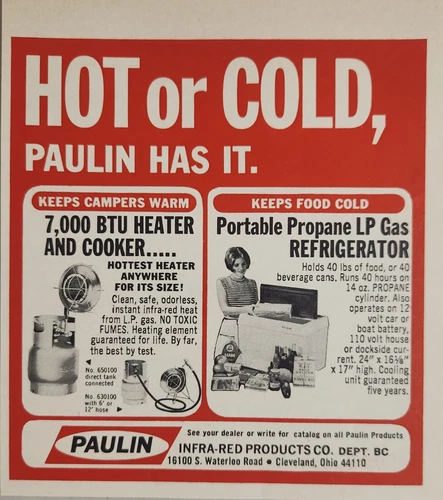 HOT or COLD,
PAULIN HAS IT.
KEEPS CAMPERS WARM
7,000 BTU HEATER
AND COOKER.....
HOTTEST HEATER
ANYWHERE
FOR ITS SIZE!
Clean, safe, odorless,
instant infra-red heat
from L.P. gas. NO TOXIC
FUMES. Heating element
guaranteed for life. By far,
the best by test.
No. 650100
direct tank
connected
No. 630100
with 6' or
12' hose
KEEPS FOOD COLD
Portable Propane LP Gas
REFRIGERATOR
Holds 40 lbs of food, or 40
beverage cans. Runs 40 hours on
14 oz. PROPANE
cylinder. Also
operates on 12
volt car or
boat battery,
110 volt house
or dockside cur-
rent. 24" x 16⅛"
x 17" high. Cooling
unit guaranteed
five years.
PAULIN
See your dealer or write for catalog on all Paulin Products
INFRA-RED PRODUCTS CO. DEPT. BC
16100 S. Waterloo Road • Cleveland, Ohio 44110